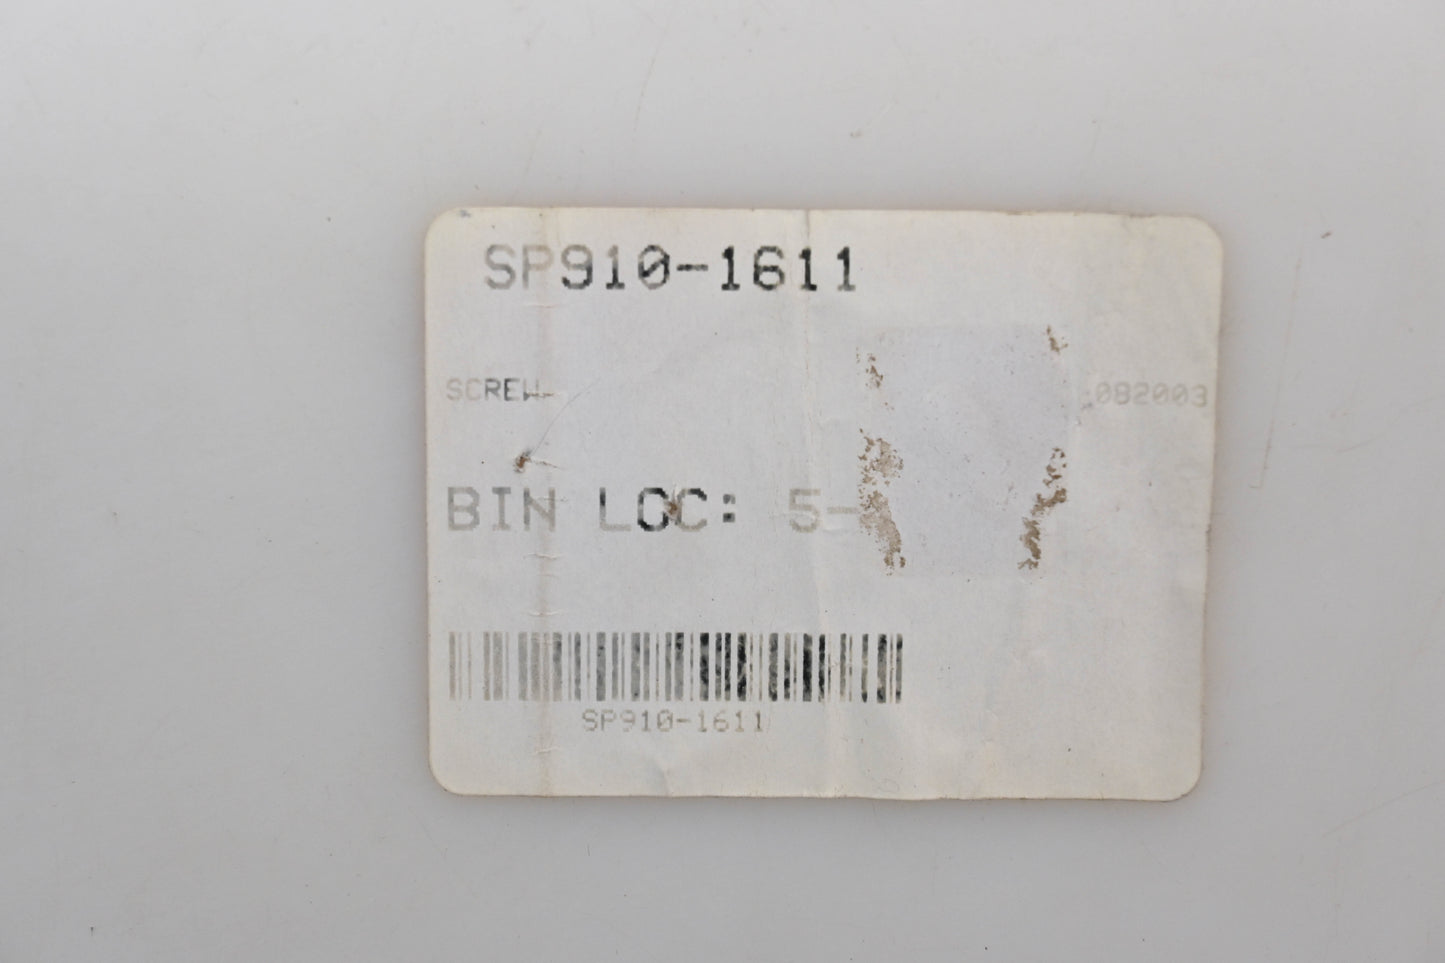 SP910-1611
SCREW 082003
BIN LOC: 5-
SP910-1611